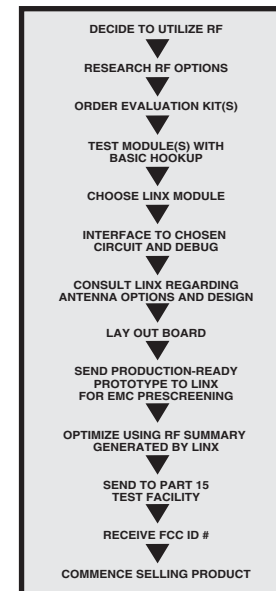 DECIDE TO UTILIZE RF
RESEARCH RF OPTIONS
ORDER EVALUATION KIT(S)
TEST MODULE(S) WITH
BASIC HOOKUP
CHOOSE LINX MODULE
INTERFACE TO CHOSEN
CIRCUIT AND DEBUG
CONSULT LINX REGARDING
ANTENNA OPTIONS AND DESIGN
LAY OUT BOARD
SEND PRODUCTION-READY
PROTOTYPE TO LINX
FOR EMC PRESCREENING
OPTIMIZE USING RF SUMMARY
GENERATED BY LINX
SEND TO PART 15
TEST FACILITY
RECEIVE FCC ID #
COMMENCE SELLING PRODUCT